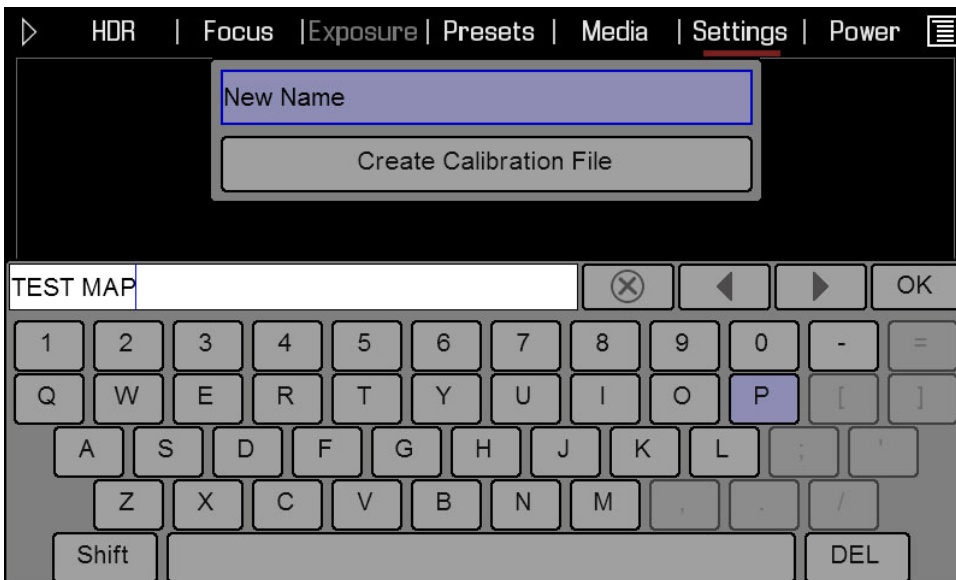 HDR | Focus | Exposure | Presets | Media | Settings | Power
New Name
Create Calibration File
TEST MAP OK
1 2 3 4 5 6 7 8 9 0 - =
Q W E R T Y U I O P [ ]
A S D F G H J K L ; '
Z X C V B N M , . /
Shift DEL